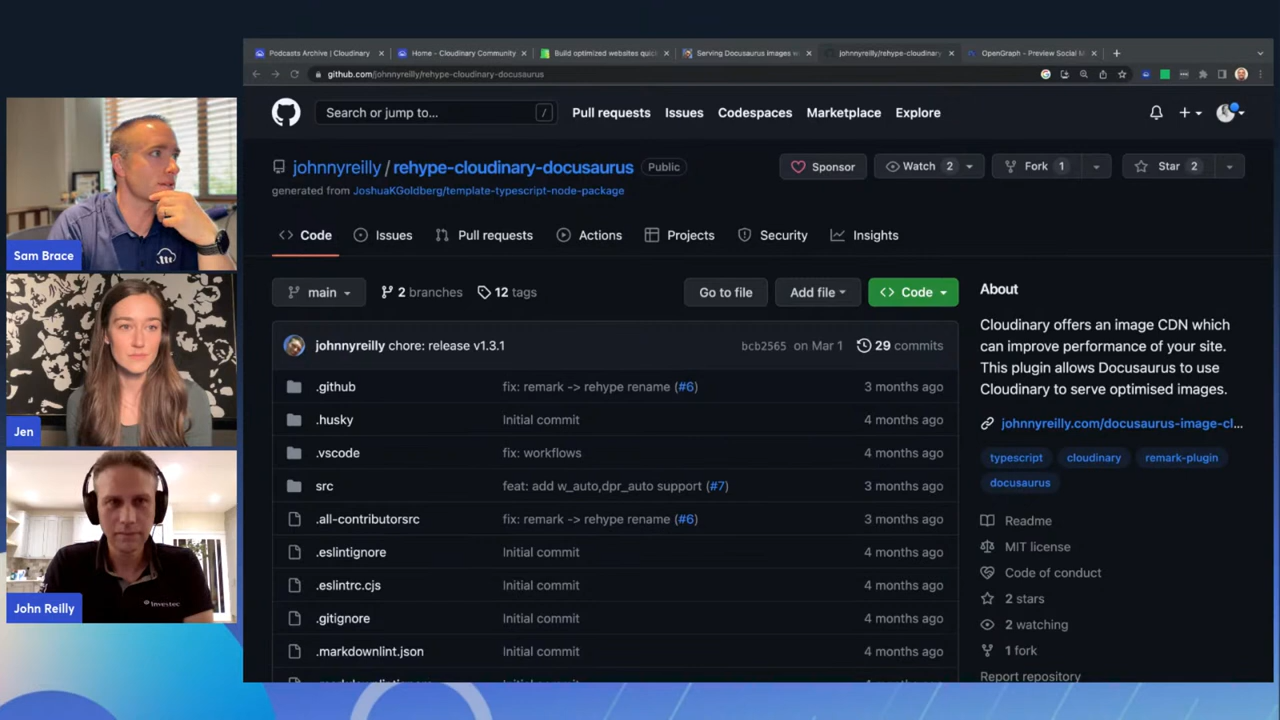 Podcasts Archive | Cloudinary
Home - Cloudinary Community
Build optimized websites quic
Serving Docusaurus images w
johnnyreilly/rehype-cloudinary
OpenGraph - Preview Social M
github.com/johnnyreilly/rehype-cloudinary-docusaurus
Search or jump to... /
Pull requests Issues Codespaces Marketplace Explore
johnnyreilly / rehype-cloudinary-docusaurus Public
Sponsor Watch 2 Fork 1 Star 2
generated from JoshuaKGoldberg/template-typescript-node-package
Code Issues Pull requests Actions Projects Security Insights
main 2 branches 12 tags Go to file Add file Code
johnnyreilly chore: release v1.3.1 bcb2565 on Mar 1 29 commits
.github fix: remark -> rehype rename (#6) 3 months ago
.husky Initial commit 4 months ago
.vscode fix: workflows 4 months ago
src feat: add w_auto,dpr_auto support (#7) 3 months ago
.all-contributorsrc fix: remark -> rehype rename (#6) 3 months ago
.eslintignore Initial commit 4 months ago
.eslintrc.cjs Initial commit 4 months ago
.gitignore Initial commit 4 months ago
.markdownlint.json Initial commit 4 months ago
About
Cloudinary offers an image CDN which
can improve performance of your site.
This plugin allows Docusaurus to use
Cloudinary to serve optimised images.
johnnyreilly.com/docusaurus-image-cl...
typescript cloudinary remark-plugin
docusaurus
Readme
MIT license
Code of conduct
2 stars
2 watching
1 fork
Report repository
Sam Brace
Jen
John Reilly
Investec